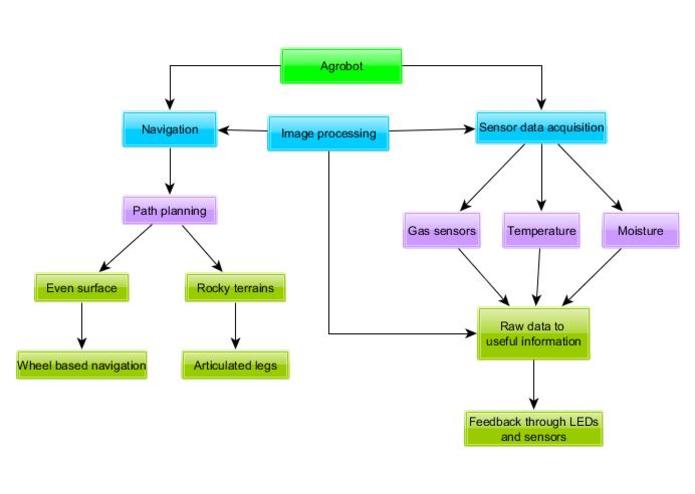 Agrobot
Navigation
Image processing
Sensor data acquisition
Path planning
Gas sensors
Temperature
Moisture
Even surface
Rocky terrains
Raw data to
useful information
Wheel based navigation
Articulated legs
Feedback through LEDs
and sensors